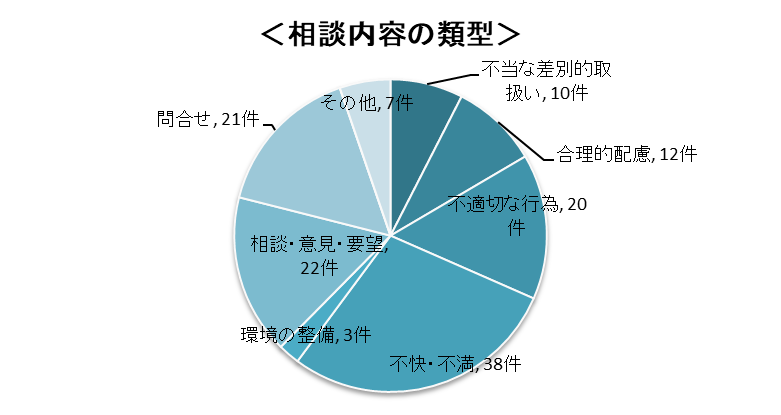 ＜相談内容の類型＞
不当な差別的取
扱い, 10件
合理的配慮, 12件
不適切な行為, 20
件
不快・不満, 38件
環境の整備, 3件
相談・意見・要望,
22件
問合せ, 21件
その他, 7件